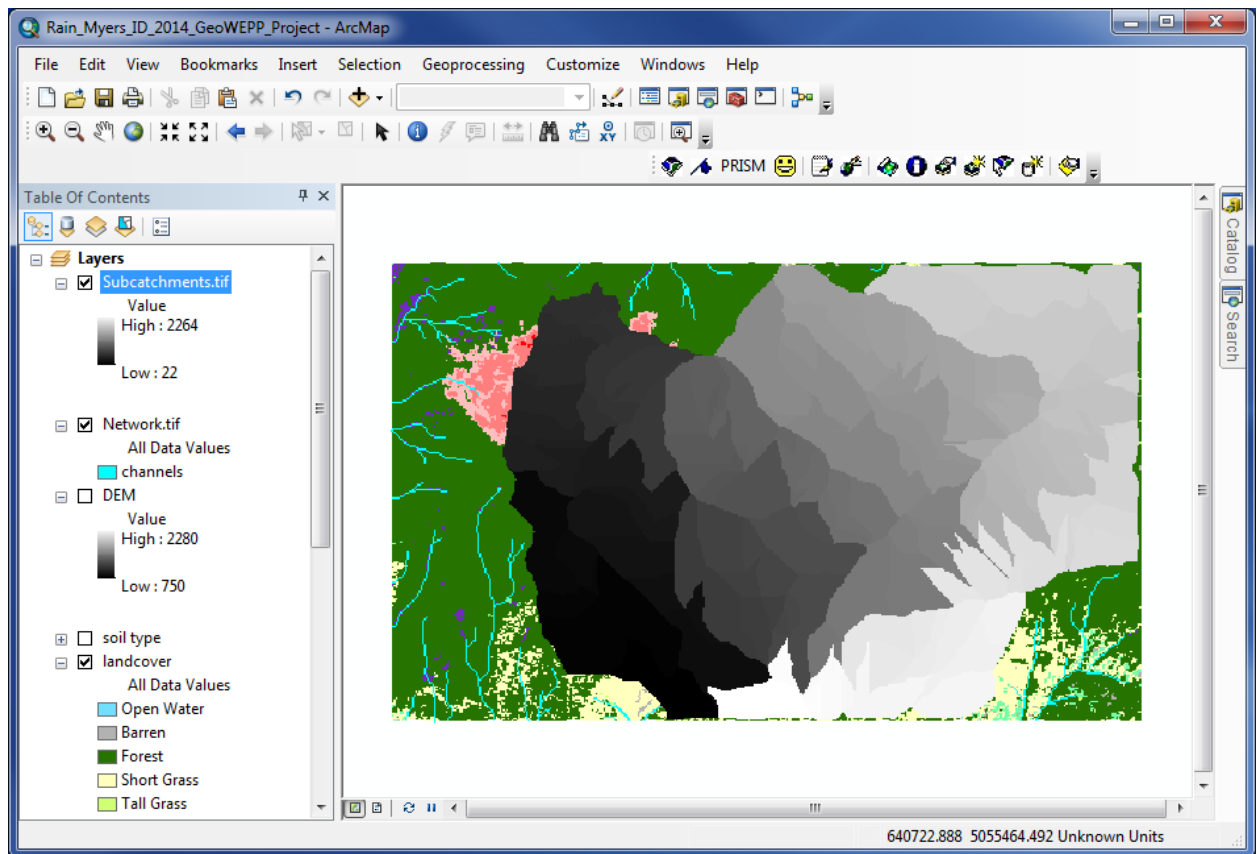 Rain_Myers_ID_2014_GeoWEPP_Project - ArcMap
File Edit View Bookmarks Insert Selection Geoprocessing Customize Windows Help
XY
PRISM
Table Of Contents
Layers
Subcatchments.tif
Value
High : 2264
Low : 22
Network.tif
All Data Values
channels
DEM
Value
High : 2280
Low : 750
soil type
landcover
All Data Values
Open Water
Barren
Forest
Short Grass
Tall Grass
Catalog
Search
640722.888 5055464.492 Unknown Units